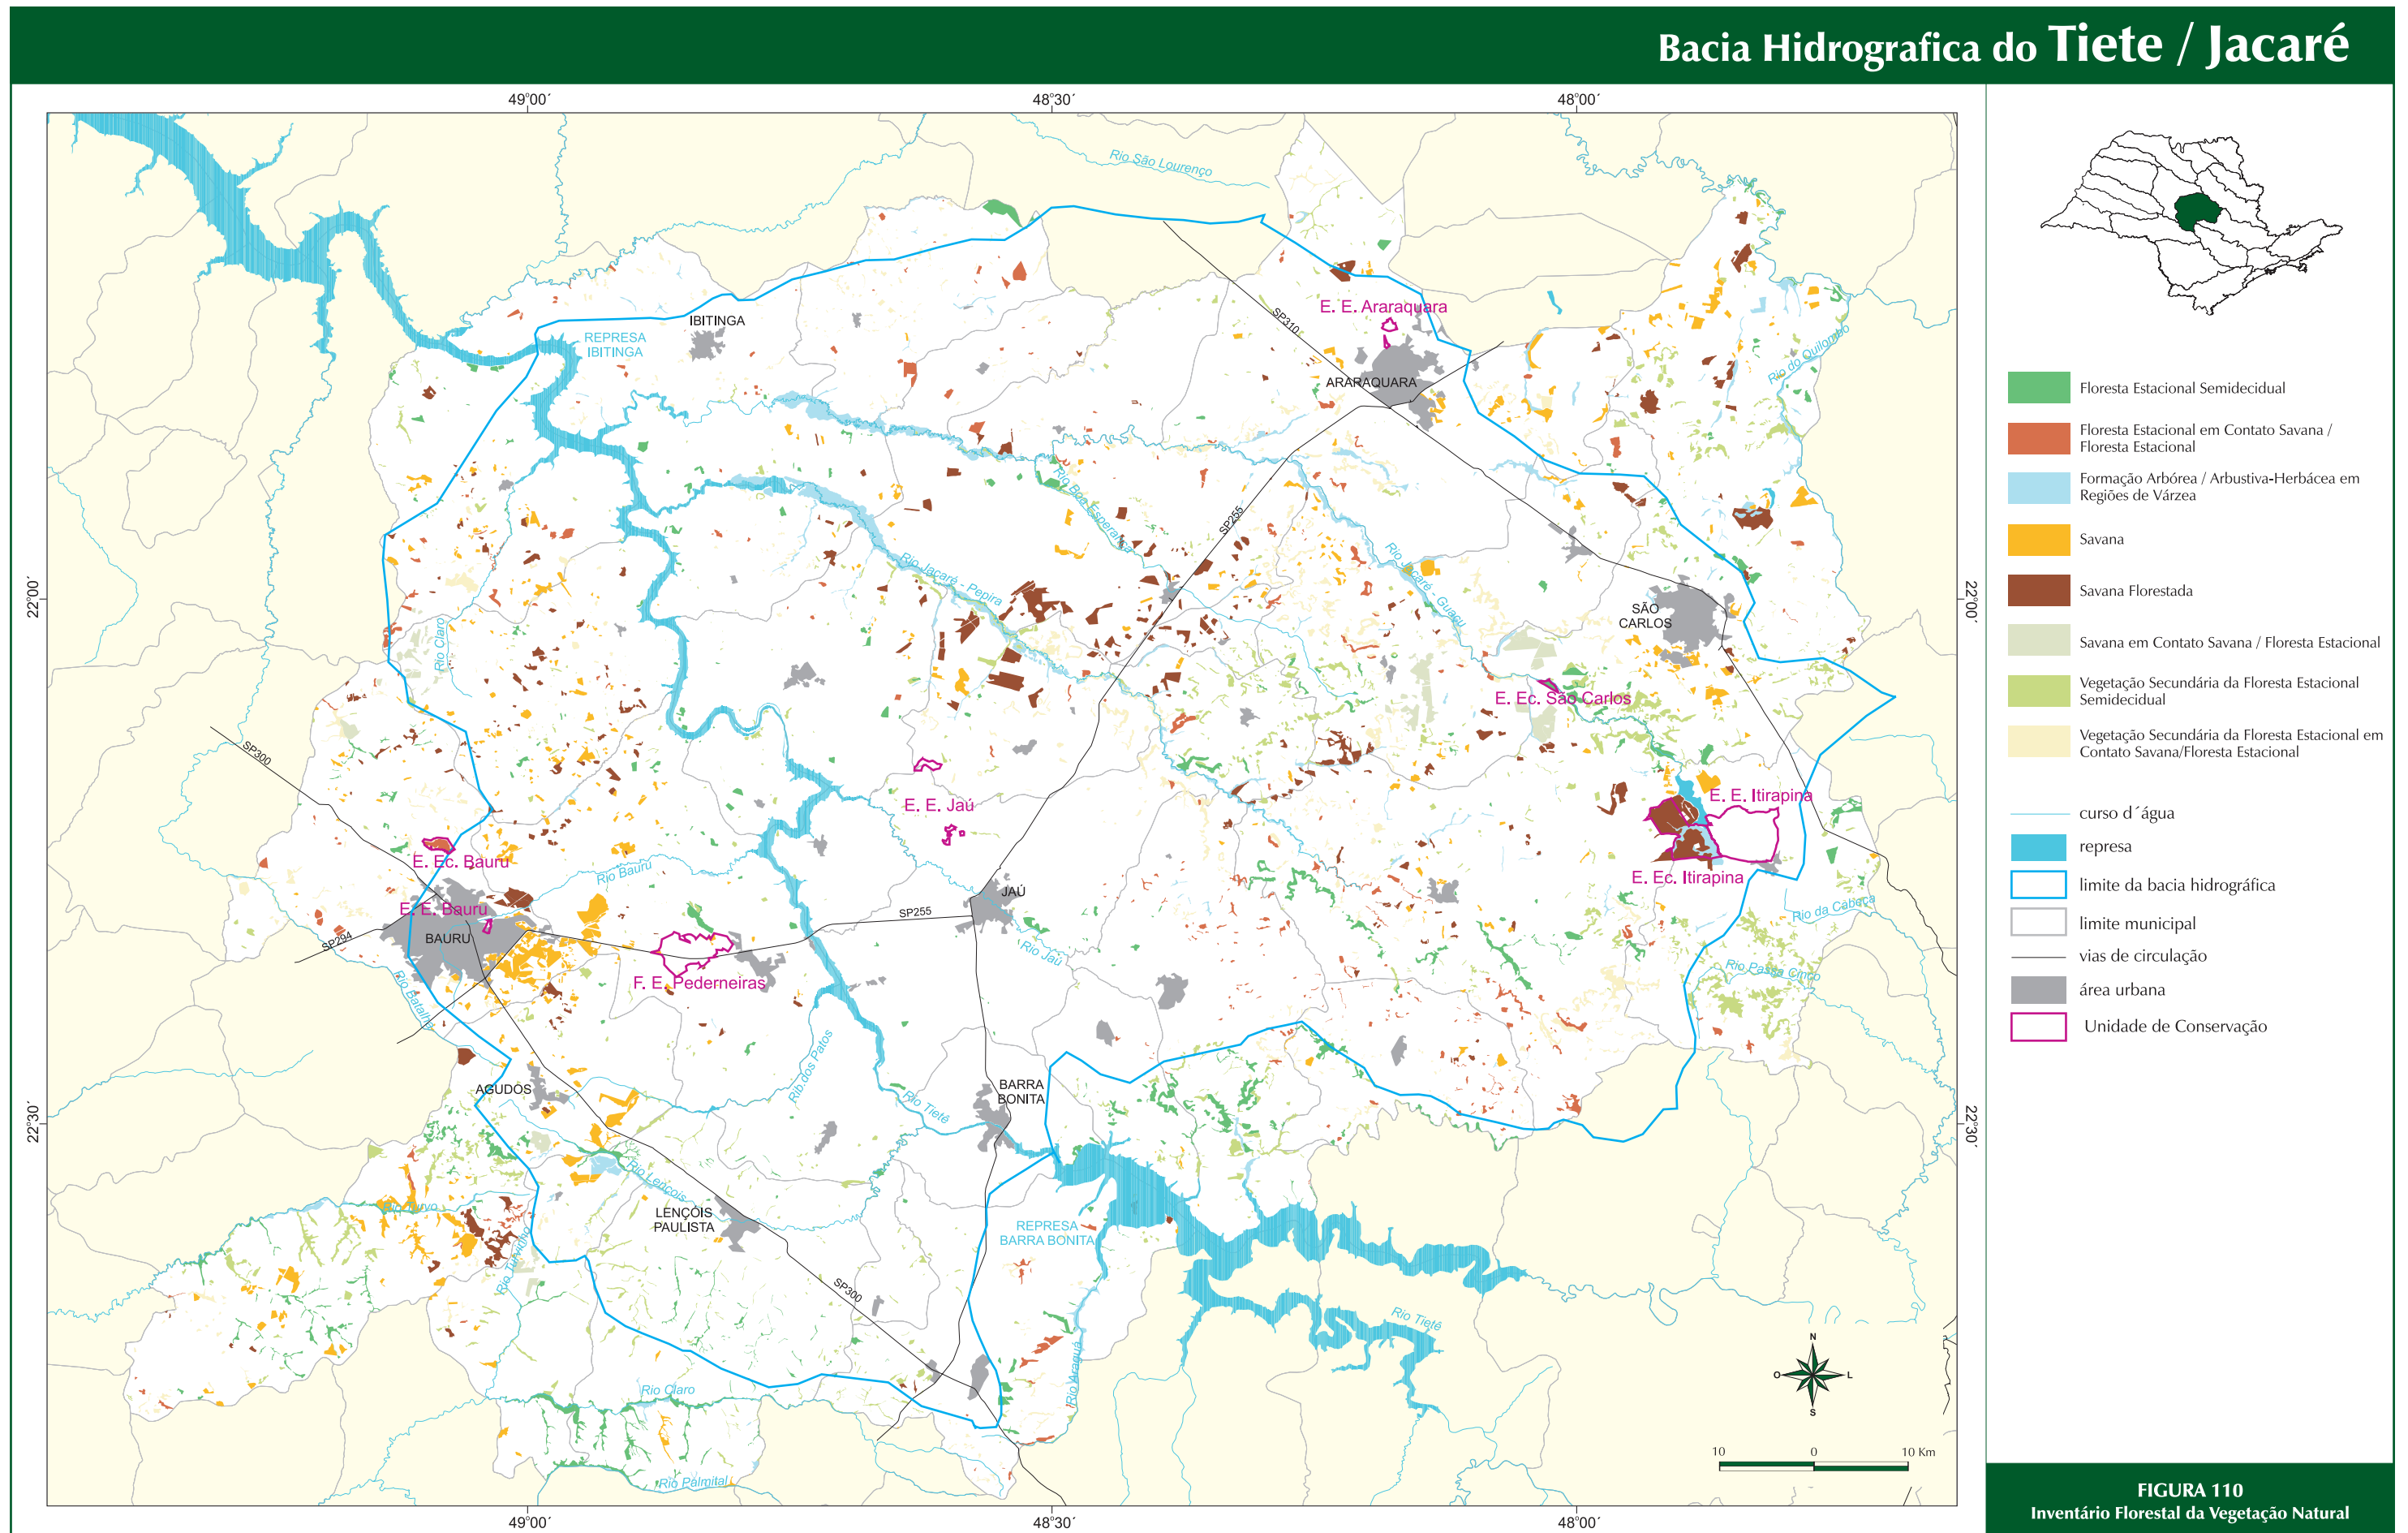 Bacia Hidrografica do Tiete / Jacaré
49°00´
48°30´
48°00´
Rio São Lourenço
E. E. Araraquara
SP310
IBITINGA
REPRESA
IBITINGA
ARARAQUARA
Rio do Quilombo
Rio Boa Esperança
SP255
Rio Jacaré - Pepira
Rio Jacaré - Guaçu
22°00´
22°00´
SÃO
CARLOS
Rio Claro
E. Ec. São Carlos
SP300
E. E. Jaú
E. E. Itirapina
E. Ec. Bauru
Rio Bauru
E. Ec. Itirapina
JAÚ
E. E. Bauru
SP255
Rio da Cabeça
BAURU
SP294
Rio Jaú
F. E. Pederneiras
Rio Passa Cinco
Rio Batalha
Rib.dos Patos
AGUDOS
BARRA
BONITA
Rio Tietê
22°30´
22°30´
Rio Lençois
Rio Turvo
LENÇÓIS
PAULISTA
REPRESA
BARRA BONITA
Rio Turvinho
SP300
Rio Tietê
Rio Araquá
Rio Claro
Rio Palmital
N
O
L
S
10
0
10 Km
49°00´
48°30´
48°00´
Floresta Estacional Semidecidual
Floresta Estacional em Contato Savana /
Floresta Estacional
Formação Arbórea / Arbustiva-Herbácea em
Regiões de Várzea
Savana
Savana Florestada
Savana em Contato Savana / Floresta Estacional
Vegetação Secundária da Floresta Estacional
Semidecidual
Vegetação Secundária da Floresta Estacional em
Contato Savana/Floresta Estacional
curso d´água
represa
limite da bacia hidrográfica
limite municipal
vias de circulação
área urbana
Unidade de Conservação
FIGURA 110
Inventário Florestal da Vegetação Natural